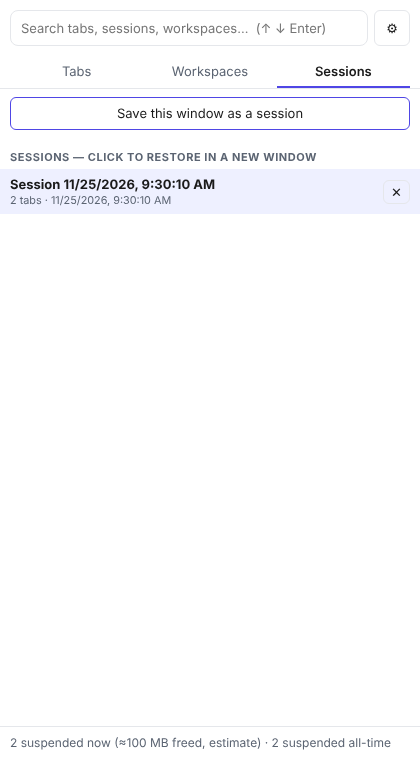 Search tabs, sessions, workspaces... (↑ ↓ Enter)
⚙
Tabs
Workspaces
Sessions
Save this window as a session
SESSIONS — CLICK TO RESTORE IN A NEW WINDOW
Session 11/25/2026, 9:30:10 AM
2 tabs · 11/25/2026, 9:30:10 AM
✕
2 suspended now (≈100 MB freed, estimate) · 2 suspended all-time